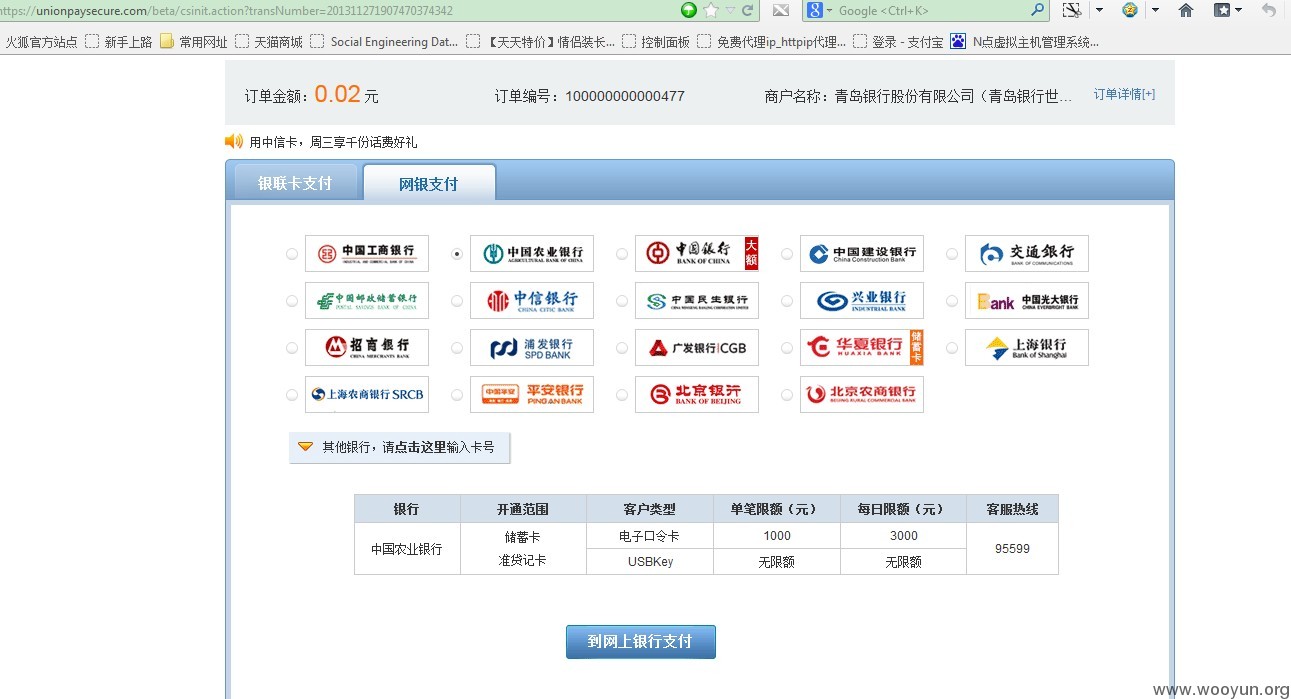 https://unionpaysecure.com/beta/csinit.action?transNumber=201311271907470374342
Google <Ctrl+K>
火狐官方站点 新手上路 常用网址 天猫商城 Social Engineering Dat... 【天天特价】情侣装长... 控制面板 免费代理ip_httpip代理... 登录 - 支付宝 N点虚拟主机管理系统...
订单金额：0.02 元 订单编号：100000000000477 商户名称：青岛银行股份有限公司（青岛银行世... 订单详情[+]
用中信卡，周三享千份话费好礼
银联卡支付 网银支付
中国工商银行 INDUSTRIAL AND COMMERCIAL BANK OF CHINA
中国农业银行 AGRICULTURAL BANK OF CHINA
中国银行 BANK OF CHINA 大额
中国建设银行 China Construction Bank
交通银行 BANK OF COMMUNICATIONS
中国邮政储蓄银行 POSTAL SAVINGS BANK OF CHINA
中信银行 CHINA CITIC BANK
中国民生银行 CHINA MINSHENG BANKING CORPORATION LIMITED
兴业银行 INDUSTRIAL BANK
Bank 中国光大银行 CHINA EVERBRIGHT BANK
招商银行 CHINA MERCHANTS BANK
浦发银行 SPD BANK
广发银行|CGB
华夏银行 HUAXIA BANK 储蓄卡
上海银行 Bank of Shanghai
上海农商银行 SRCB
中国平安 平安银行 PING AN BANK
北京银行 BANK OF BEIJING
北京农商银行 BEIJING RURAL COMMERCIAL BANK
其他银行，请点击这里输入卡号
银行 开通范围 客户类型 单笔限额（元） 每日限额（元） 客服热线
中国农业银行 储蓄卡 准贷记卡 电子口令卡 1000 3000 95599
USBKey 无限额 无限额
到网上银行支付
www.wooyun.org